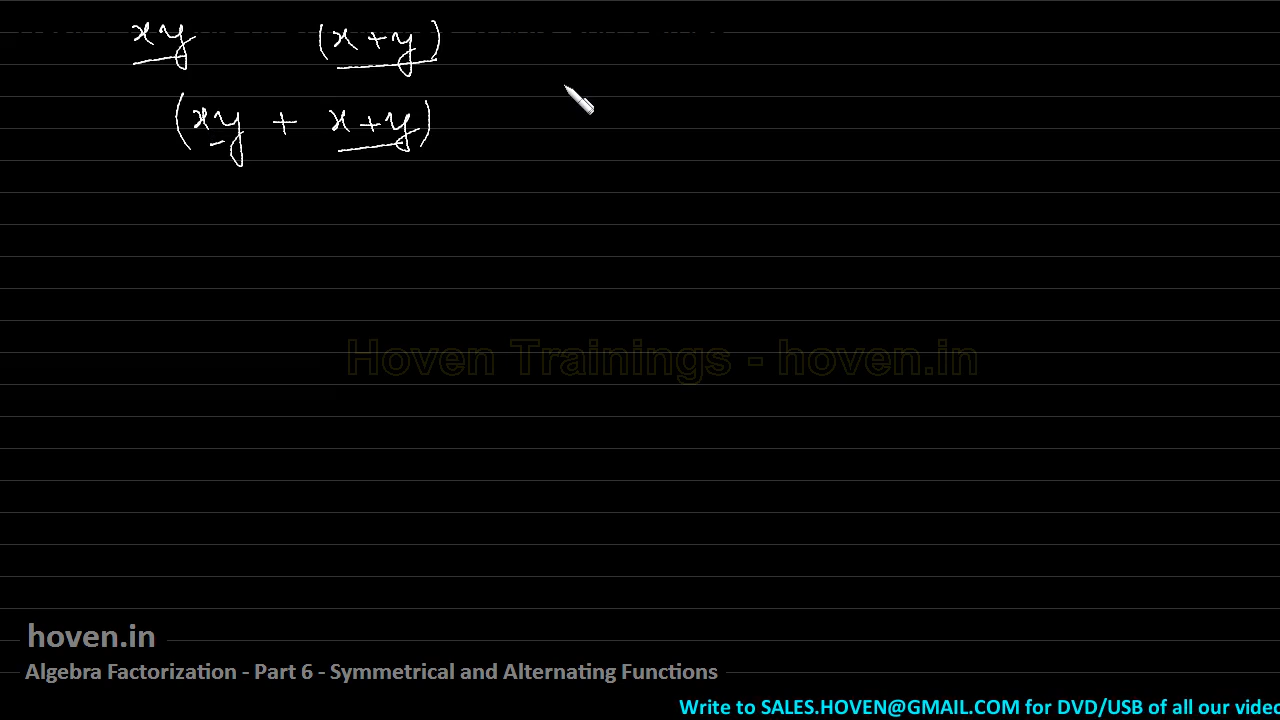 xy (x+y)
(xy + x+y)
Hoven Trainings - hoven.in
hoven.in
Algebra Factorization - Part 6 - Symmetrical and Alternating Functions
Write to SALES.HOVEN@GMAIL.COM for DVD/USB of all our video